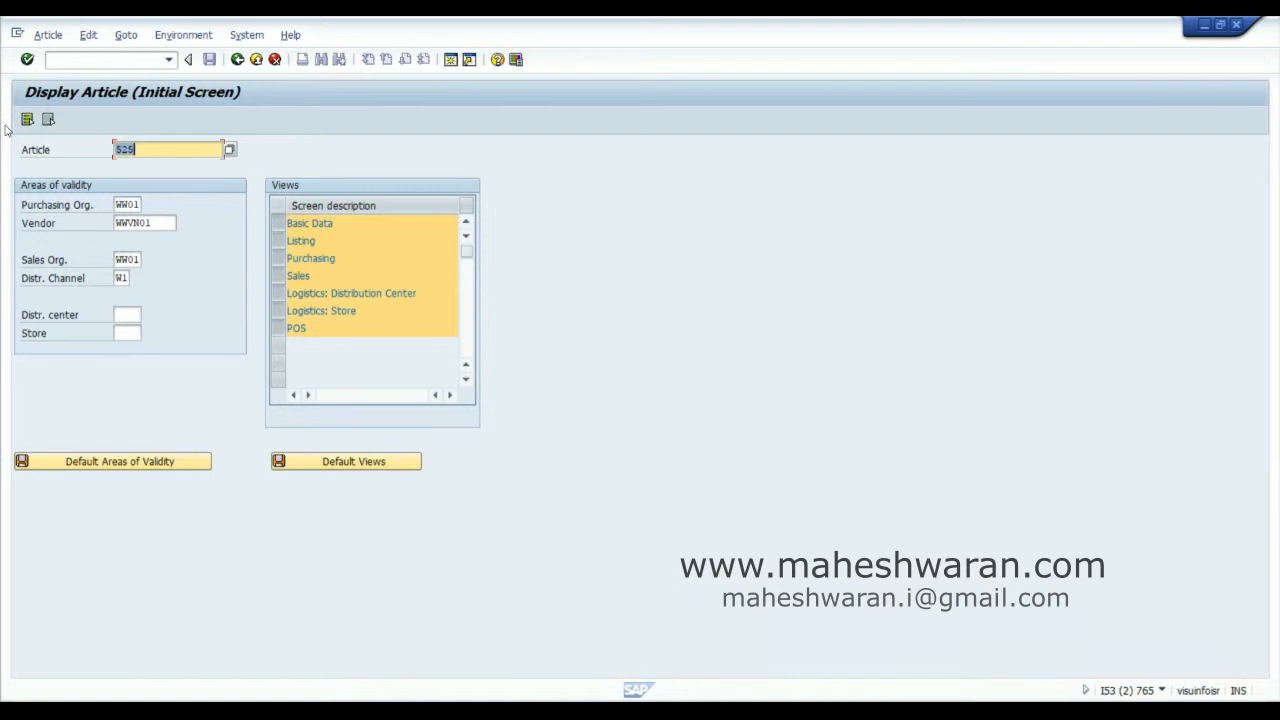 Article Edit Goto Environment System Help
Display Article (Initial Screen)
Article 525
Areas of validity
Purchasing Org. WW01
Vendor WWVN01
Sales Org. WW01
Distr. Channel W1
Distr. center
Store
Views
Screen description
Basic Data
Listing
Purchasing
Sales
Logistics: Distribution Center
Logistics: Store
POS
Default Areas of Validity
Default Views
www.maheshwaran.com
maheshwaran.i@gmail.com
SAP
I53 (2) 765 visuinfoisr INS